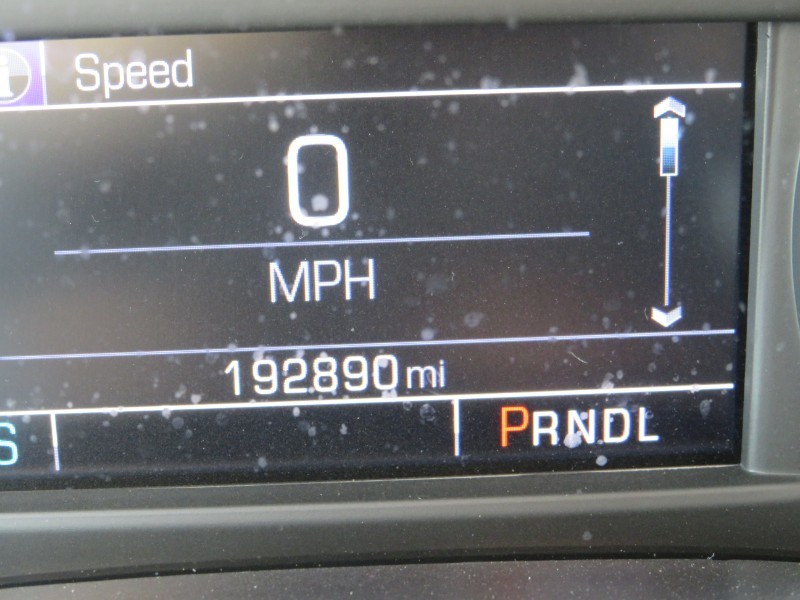 i Speed
0
MPH
192890 mi
S PRNDL